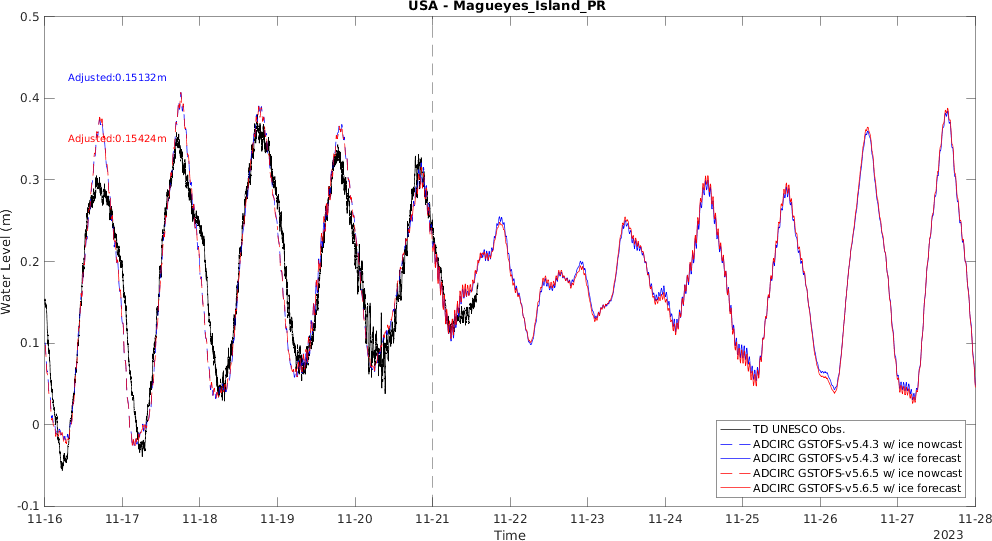 USA - Magueyes_Island_PR
0.5
0.4
0.3
0.2
0.1
0
-0.1
Water Level (m)
Adjusted:0.15132m
Adjusted:0.15424m
TD UNESCO Obs.
ADCIRC GSTOFS-v5.4.3 w/ ice nowcast
ADCIRC GSTOFS-v5.4.3 w/ ice forecast
ADCIRC GSTOFS-v5.6.5 w/ ice nowcast
ADCIRC GSTOFS-v5.6.5 w/ ice forecast
11-16 11-17 11-18 11-19 11-20 11-21 11-22 11-23 11-24 11-25 11-26 11-27 11-28
Time
2023